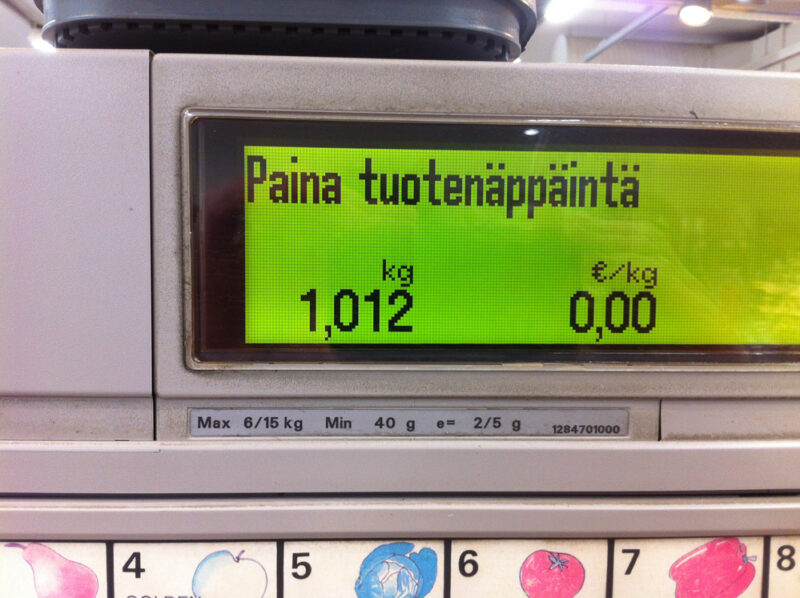 Paina tuotenäppäintä
kg €/kg
1,012 0,00
Max 6/15 kg Min 40 g e= 2/5 g 1284701000
4 5 6 7 8